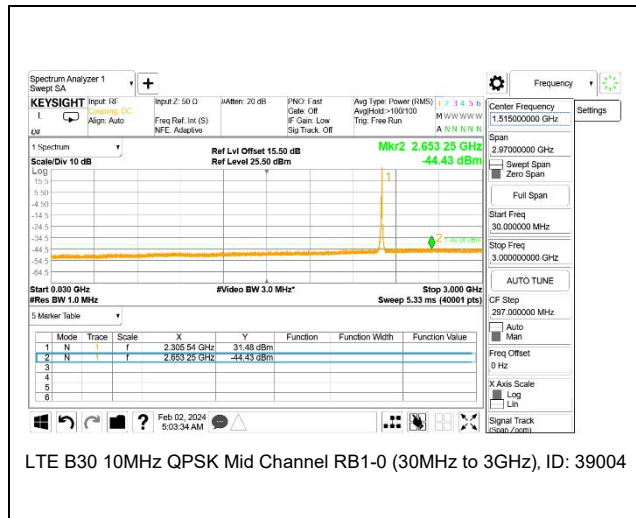 Spectrum Analyzer 1
Swept SA
Frequency
KEYSIGHT Input: RF Input Z: 50 Ω #Atten: 20 dB PNO: Fast Avg Type: Power (RMS) 1 2 3 4 5 6
L Coupling: DC Gate: Off Avg|Hold:>100/100 M W W W W W
Align: Auto Freq Ref: Int (S) IF Gain: Low Trig: Free Run
NFE: Adaptive Sig Track: Off A N N N N N
Center Frequency
1.515000000 GHz
Settings
Span
2.97000000 GHz
Swept Span
Zero Span
Full Span
Start Freq
30.000000 MHz
Stop Freq
3.000000000 GHz
AUTO TUNE
CF Step
297.000000 MHz
Auto
Man
Freq Offset
0 Hz
X Axis Scale
Log
Lin
Signal Track
(Span Zoom)
1 Spectrum
Ref Lvl Offset 15.50 dB
Mkr2 2.653 25 GHz
Scale/Div 10 dB
Ref Level 25.50 dBm
-44.43 dBm
Log
15.5
5.50
-4.50
-14.5
-24.5
-34.5
-44.5
-54.5
-64.5
1
2
Start 0.030 GHz
#Video BW 3.0 MHz*
Stop 3.000 GHz
#Res BW 1.0 MHz
Sweep 5.33 ms (40001 pts)
5 Marker Table
Mode Trace Scale X Y Function Function Width Function Value
1 N 1 f 2.305 54 GHz 31.48 dBm
2 N 1 f 2.653 25 GHz -44.43 dBm
3
4
5
6
Feb 02, 2024
5:03:34 AM
LTE B30 10MHz QPSK Mid Channel RB1-0 (30MHz to 3GHz), ID: 39004